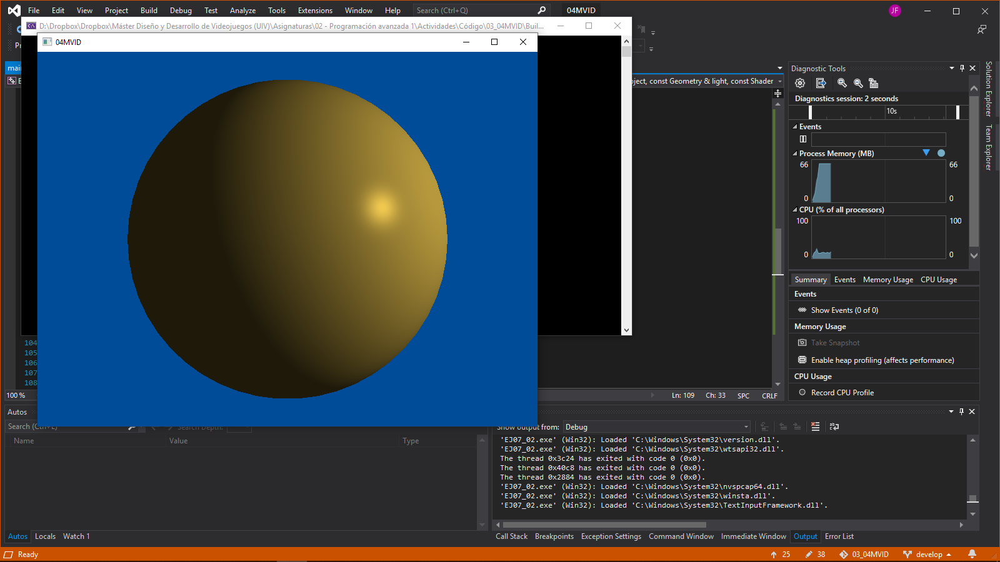 File Edit View Project Build Debug Test Analyze Tools Extensions Window Help Search (Ctrl+Q) 04MVID JF
D:\Dropbox\Dropbox\Máster Diseño y Desarrollo de Videojuegos (UIV)\Asignaturas\02 - Programación avanzada 1\Actividades\Código\03_04MVID\Buil...
04MVID
const Geometry & light, const Shader
Diagnostic Tools
Diagnostics session: 2 seconds
10s
Events
Process Memory (MB)
66 66
0 0
CPU (% of all processors)
100 100
0 0
Summary Events Memory Usage CPU Usage
Events
Show Events (0 of 0)
Memory Usage
Take Snapshot
Enable heap profiling (affects performance)
CPU Usage
Record CPU Profile
Solution Explorer
Team Explorer
104
105
106
107
108
100 %
Ln: 109 Ch: 33 SPC CRLF
Autos
Search (Ctrl+E) Search Depth:
Name Value Type
Show output from: Debug
'EJ07_02.exe' (Win32): Loaded 'C:\Windows\System32\version.dll'.
'EJ07_02.exe' (Win32): Loaded 'C:\Windows\System32\wtsapi32.dll'.
The thread 0x3c24 has exited with code 0 (0x0).
The thread 0x40c8 has exited with code 0 (0x0).
The thread 0x2884 has exited with code 0 (0x0).
'EJ07_02.exe' (Win32): Loaded 'C:\Windows\System32\nvspcap64.dll'.
'EJ07_02.exe' (Win32): Loaded 'C:\Windows\System32\winsta.dll'.
'EJ07_02.exe' (Win32): Loaded 'C:\Windows\System32\TextInputFramework.dll'.
Autos Locals Watch 1
Call Stack Breakpoints Exception Settings Command Window Immediate Window Output Error List
Ready
25 38 03_04MVID develop